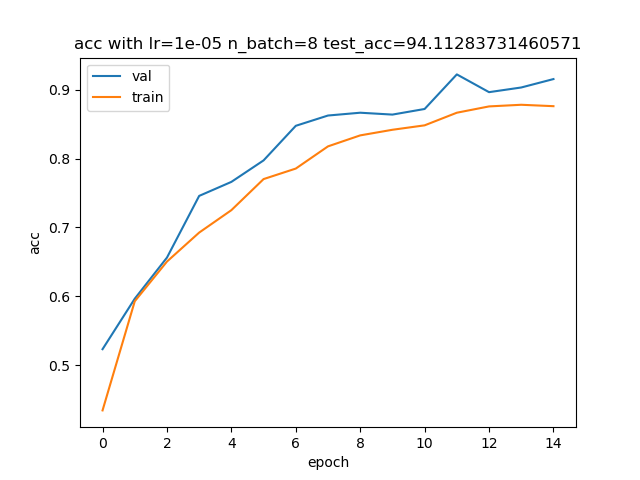 acc with lr=1e-05 n_batch=8 test_acc=94.11283731460571
val
train
0.9
0.8
0.7
0.6
0.5
acc
0 2 4 6 8 10 12 14
epoch